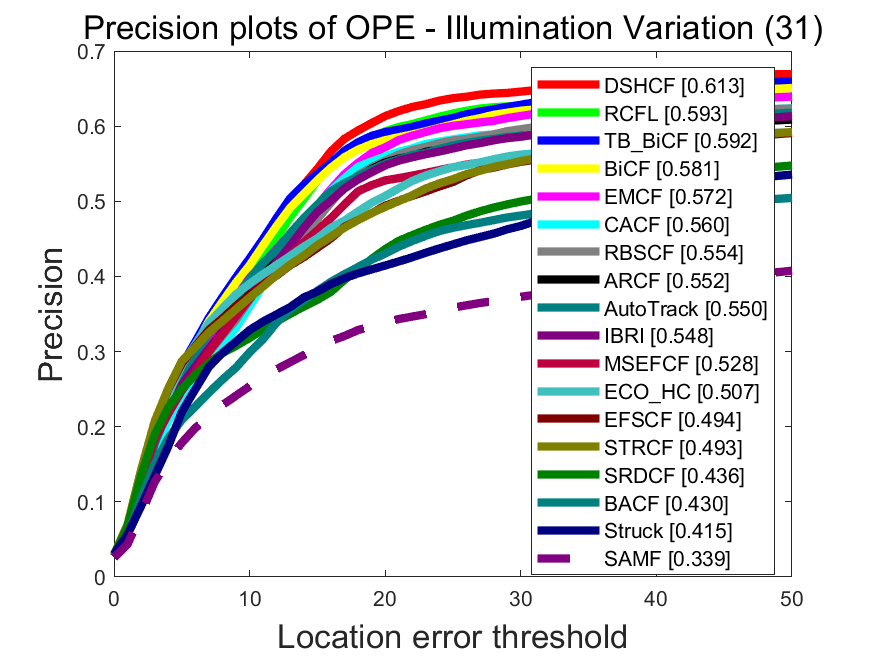 Precision plots of OPE - Illumination Variation (31)
0.7
0.6
0.5
0.4
0.3
0.2
0.1
0
Precision
DSHCF [0.613]
RCFL [0.593]
TB_BiCF [0.592]
BiCF [0.581]
EMCF [0.572]
CACF [0.560]
RBSCF [0.554]
ARCF [0.552]
AutoTrack [0.550]
IBRI [0.548]
MSEFCF [0.528]
ECO_HC [0.507]
EFSCF [0.494]
STRCF [0.493]
SRDCF [0.436]
BACF [0.430]
Struck [0.415]
SAMF [0.339]
0 10 20 30 40 50
Location error threshold